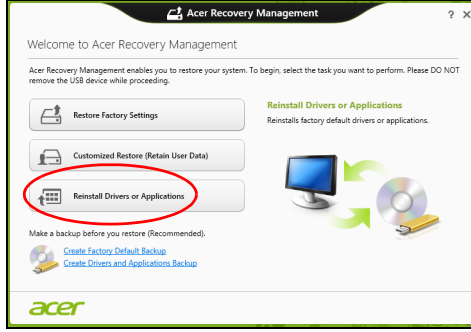 Acer Recovery Management
? X
Welcome to Acer Recovery Management
Acer Recovery Management enables you to restore your system. To begin, select the task you want to perform. Please DO NOT
remove the USB device while proceeding.
Restore Factory Settings
Reinstall Drivers or Applications
Reinstalls factory default drivers or applications.
Customized Restore (Retain User Data)
Reinstall Drivers or Applications
Make a backup before you restore (Recommended).
Create Factory Default Backup
Create Drivers and Applications Backup
acer